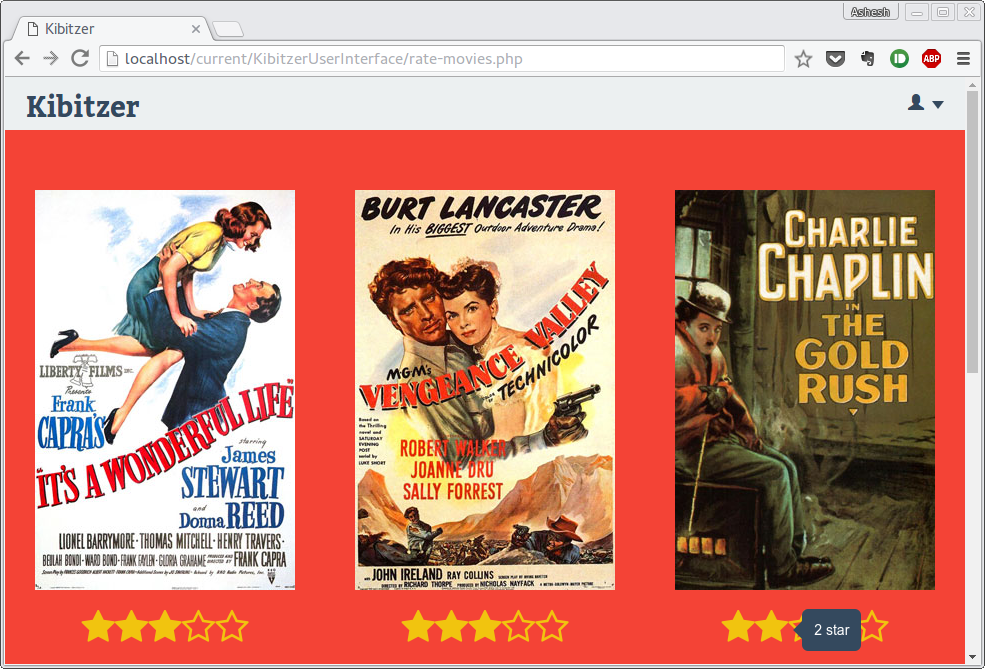 Ashesh
Kibitzer
localhost/current/KibitzerUserInterface/rate-movies.php
ABP
Kibitzer
LIBERTY FILMS INC.
Presents
Frank
CAPRA'S
"IT'S A WONDERFUL LIFE"
starring
James
STEWART
and
Donna REED
LIONEL BARRYMORE · THOMAS MITCHELL · HENRY TRAVERS ·
BEULAH BONDI · WARD BOND · FRANK FAYLEN · GLORIA GRAHAME PRODUCED AND DIRECTED BY FRANK CAPRA
BURT LANCASTER
In His BIGGEST Outdoor Adventure Drama!
MGM's
VENGEANCE VALLEY
COLOR BY TECHNICOLOR
Based on
the Thrilling
novel and
SATURDAY
EVENING
POST
serial by
LUKE SHORT
ROBERT WALKER
JOANNE DRU
SALLY FORREST
with JOHN IRELAND RAY COLLINS SCREEN PLAY BY IRVING RAVETCH
DIRECTED BY RICHARD THORPE PRODUCED BY NICHOLAS NAYFACK A METRO-GOLDWYN-MAYER PICTURE
CHARLIE
CHAPLIN
IN
THE
GOLD
RUSH
2 star